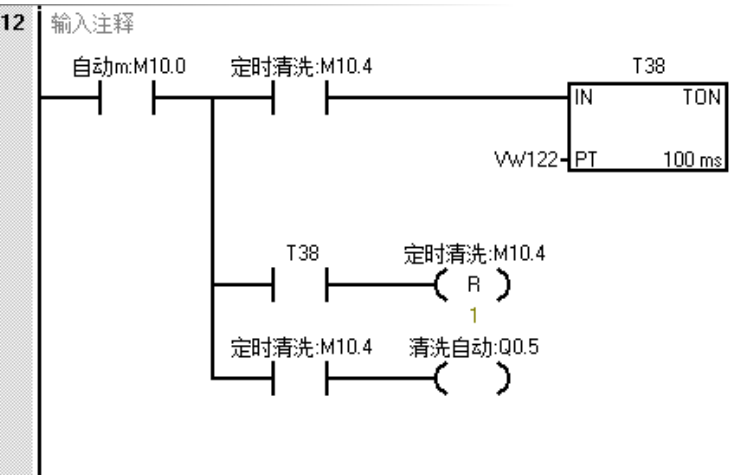 12 输入注释
自动m:M10.0 定时清洗:M10.4 T38
IN TON
VW122 PT 100 ms
T38 定时清洗:M10.4
R
1
定时清洗:M10.4 清洗自动:Q0.5